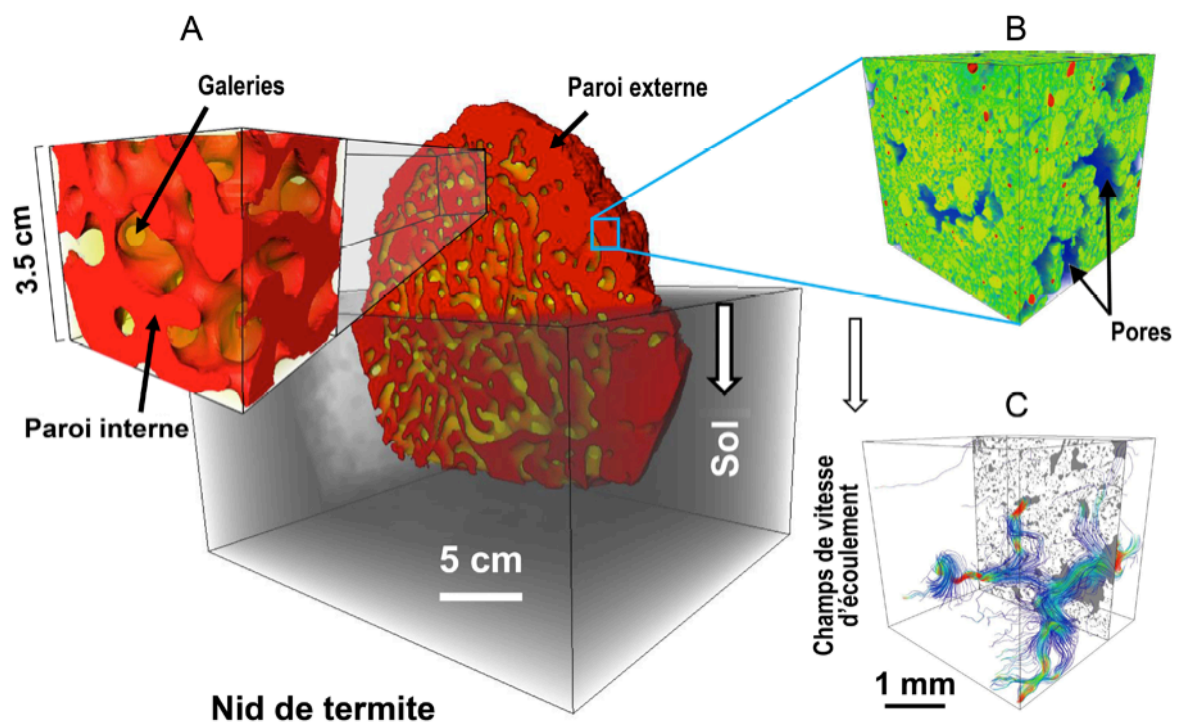 A
Galeries
3.5 cm
Paroi interne
Paroi externe
Sol
5 cm
Nid de termite
B
Pores
C
Champs de vitesse
d'écoulement
1 mm